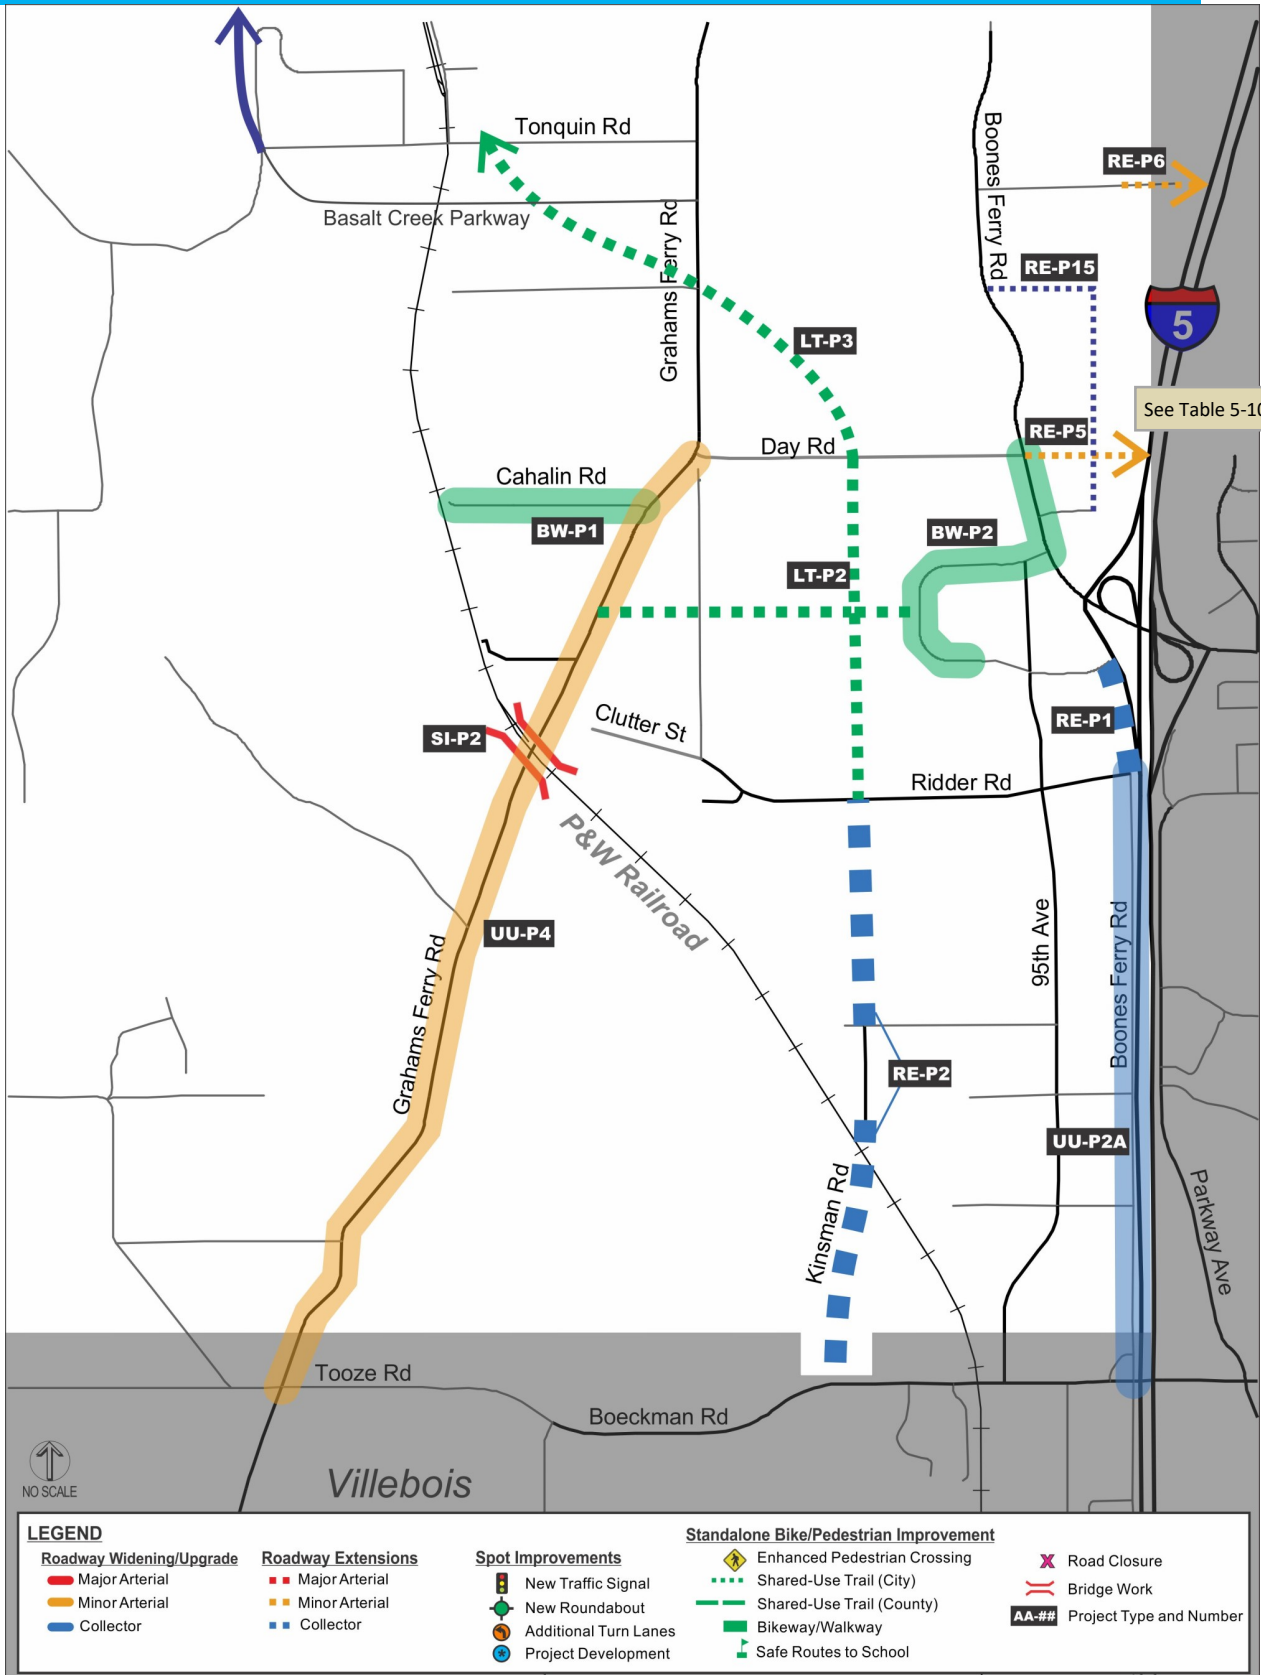 Tonquin Rd
Boones Ferry Rd
RE-P6
Basalt Creek Parkway
Grahams Ferry Rd
RE-P15
5
LT-P3
See Table 5-10
RE-P5
Day Rd
Cahalin Rd
BW-P1
BW-P2
LT-P2
Clutter St
SI-P2
RE-P1
Ridder Rd
P&W Railroad
95th Ave
Boones Ferry Rd
UU-P4
Grahams Ferry Rd
RE-P2
UU-P2A
Kinsman Rd
Parkway Ave
Tooze Rd
Boeckman Rd
NO SCALE
Villebois
LEGEND
Roadway Widening/Upgrade
Major Arterial
Minor Arterial
Collector
Roadway Extensions
Major Arterial
Minor Arterial
Collector
Spot Improvements
New Traffic Signal
New Roundabout
Additional Turn Lanes
Project Development
Standalone Bike/Pedestrian Improvement
Enhanced Pedestrian Crossing
Shared-Use Trail (City)
Shared-Use Trail (County)
Bikeway/Walkway
Safe Routes to School
X Road Closure
Bridge Work
AA-## Project Type and Number